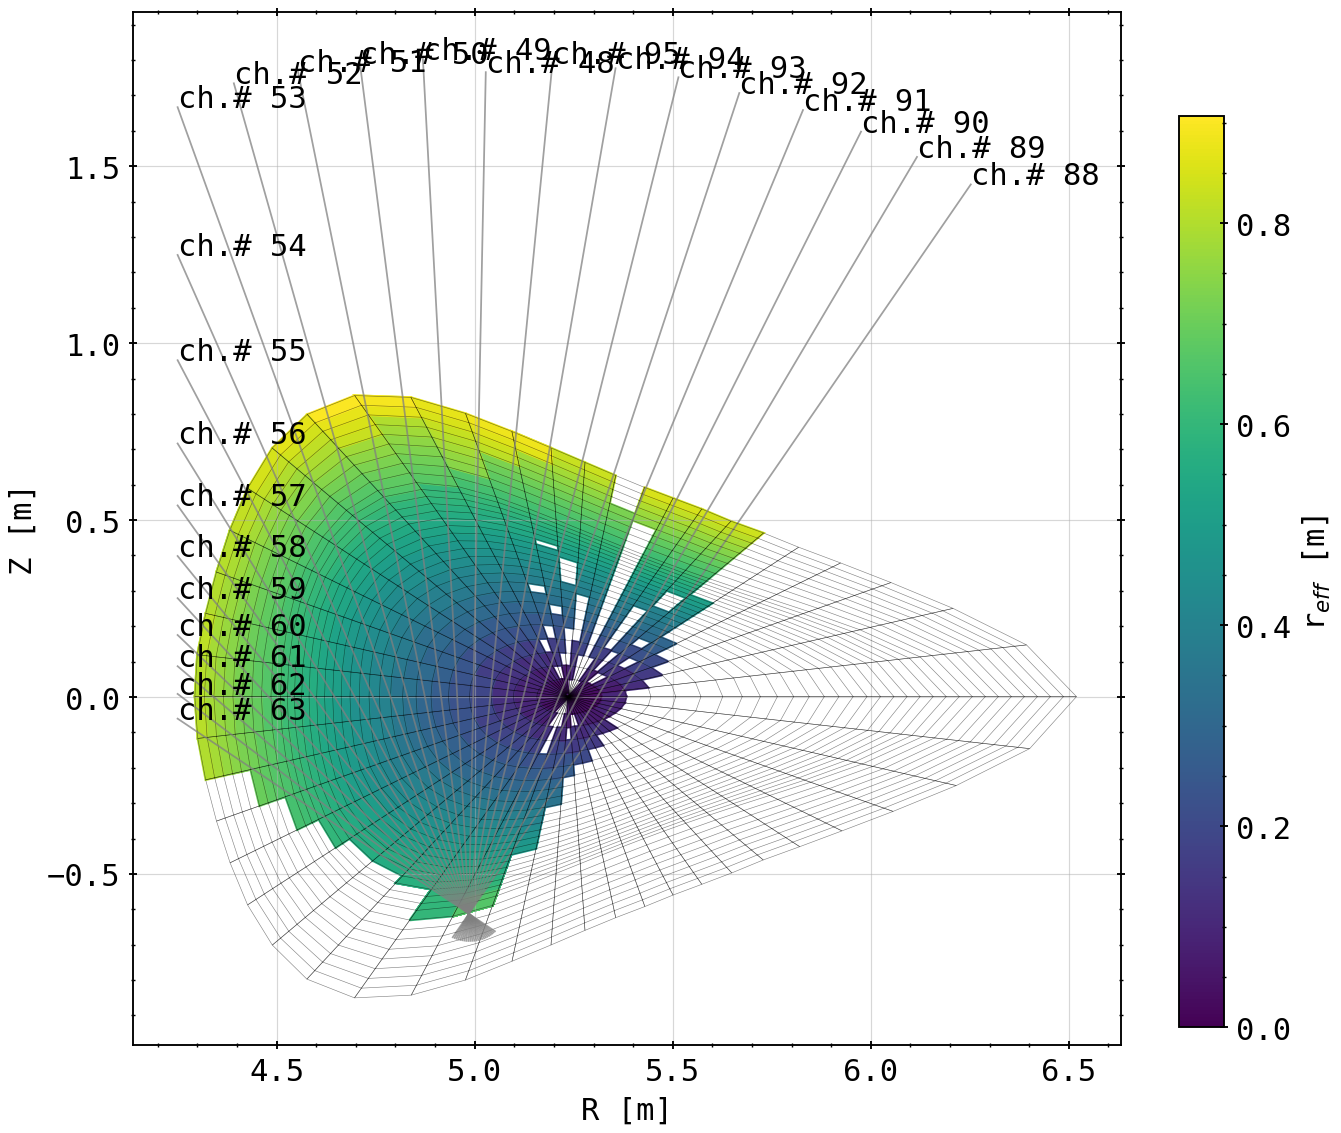 ch.# 53
ch.# 52
ch.# 51
ch.# 50
ch.# 49
ch.# 48
ch.# 95
ch.# 94
ch.# 93
ch.# 92
ch.# 91
ch.# 90
ch.# 89
ch.# 88
ch.# 54
ch.# 55
ch.# 56
ch.# 57
ch.# 58
ch.# 59
ch.# 60
ch.# 61
ch.# 62
ch.# 63
1.5
1.0
0.5
0.0
−0.5
Z [m]
4.5 5.0 5.5 6.0 6.5
R [m]
0.8
0.6
0.4
0.2
0.0
r_eff [m]